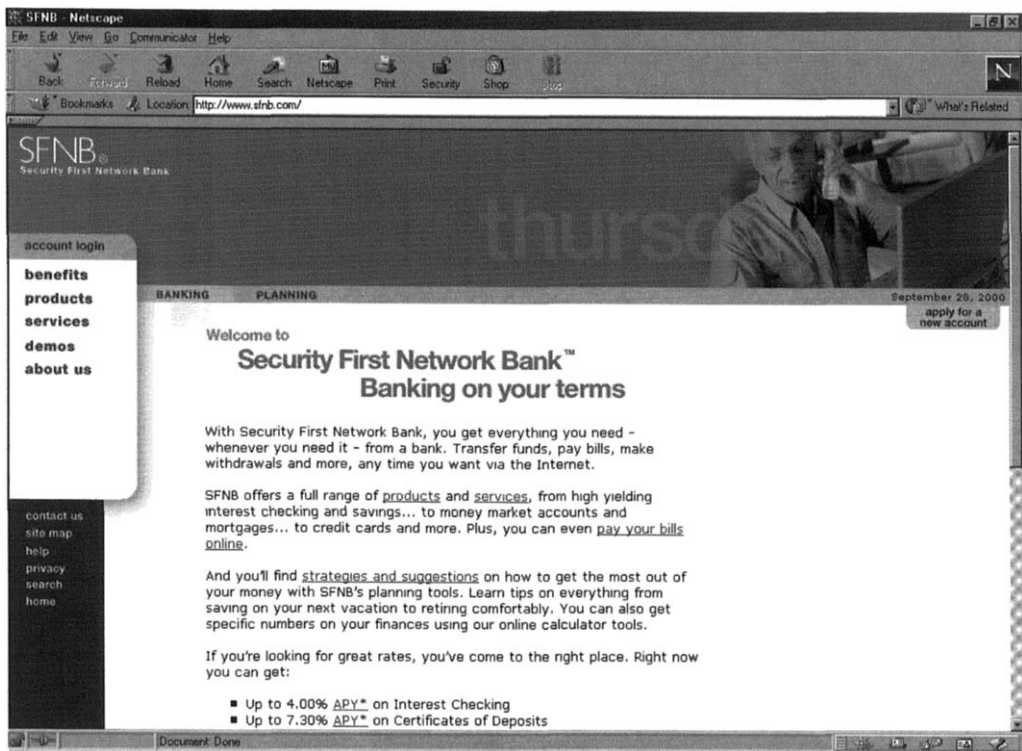 SFNB - Netscape
File Edit View Go Communicator Help
Back Forward Reload Home Search Netscape Print Security Shop Stop
Bookmarks Location: http://www.sfnb.com/ What's Related
SFNB®
Security First Network Bank
thursd
account login
benefits
products
services
demos
about us
BANKING PLANNING
September 28, 2000
apply for a
new account
Welcome to
Security First Network Bank™
Banking on your terms
With Security First Network Bank, you get everything you need -
whenever you need it - from a bank. Transfer funds, pay bills, make
withdrawals and more, any time you want via the Internet.
SFNB offers a full range of products and services, from high yielding
interest checking and savings... to money market accounts and
mortgages... to credit cards and more. Plus, you can even pay your bills
online.
And you'll find strategies and suggestions on how to get the most out of
your money with SFNB's planning tools. Learn tips on everything from
saving on your next vacation to retiring comfortably. You can also get
specific numbers on your finances using our online calculator tools.
If you're looking for great rates, you've come to the right place. Right now
you can get:
■ Up to 4.00% APY* on Interest Checking
■ Up to 7.30% APY* on Certificates of Deposits
contact us
site map
help
privacy
search
home
Document Done